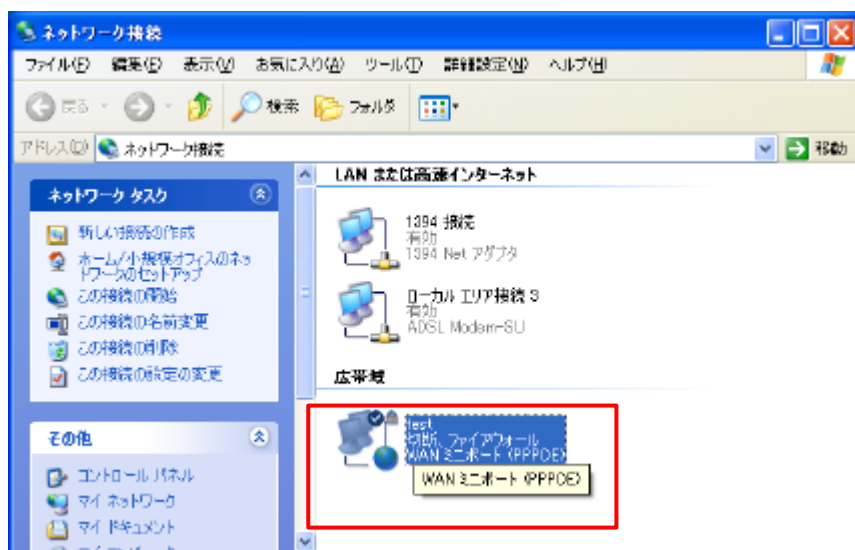 ネットワーク接続
ファイル(F) 編集(E) 表示(V) お気に入り(A) ツール(T) 詳細設定(N) ヘルプ(H)
戻る 検索 フォルダ
アドレス(D) ネットワーク接続 移動
ネットワーク タスク
新しい接続の作成
ホーム/小規模オフィスのネッ
トワークのセットアップ
この接続の開始
この接続の名前変更
この接続の削除
この接続の設定の変更
その他
コントロール パネル
マイ ネットワーク
マイ ドキュメント
LAN または高速インターネット
1394 接続
有効
1394 Net アダプタ
ローカル エリア接続 3
有効
ADSL Modem-SU
広帯域
test
切断、ファイアウォール
WAN ミニポート (PPPOE)
WAN ミニポート (PPPOE)